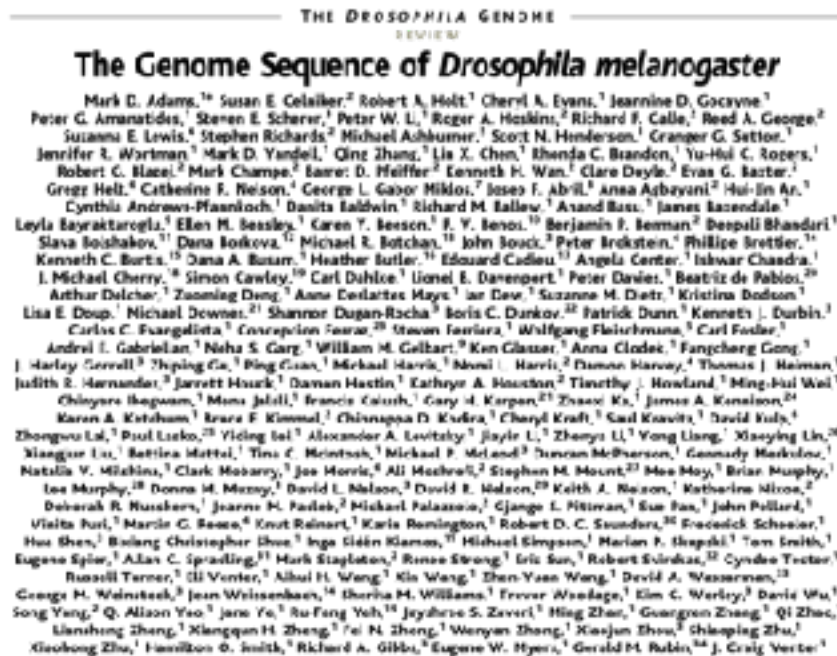 THE DROSOPHILA GENOME
REVIEW
The Genome Sequence of Drosophila melanogaster
Mark D. Adams,1* Susan E. Celniker,2 Robert A. Holt,1 Cheryl A. Evans,1 Jeannine D. Gocayne,1
Peter G. Amanatides,1 Steven E. Scherer,3 Peter W. Li,1 Roger A. Hoskins,2 Richard F. Galle,2 Reed A. George,2
Suzanna E. Lewis,4 Stephen Richards,2 Michael Ashburner,5 Scott N. Henderson,1 Granger G. Sutton,1
Jennifer R. Wortman,1 Mark D. Yandell,1 Qing Zhang,1 Lin X. Chen,1 Rhonda C. Brandon,1 Yu-Hui C. Rogers,1
Robert G. Blazej,2 Mark Champe,2 Barret D. Pfeiffer,2 Kenneth H. Wan,2 Clare Doyle,2 Evan G. Baxter,2
Gregg Helt,6 Catherine R. Nelson,4 George L. Gabor Miklos,7 Josep F. Abril,8 Anna Agbayani,2 Hui-Jin An,1
Cynthia Andrews-Pfannkoch,1 Danita Baldwin,1 Richard M. Ballew,1 Anand Basu,1 James Baxendale,1
Leyla Bayraktaroglu,9 Ellen M. Beasley,1 Karen Y. Beeson,1 P. V. Benos,10 Benjamin P. Berman,2 Deepali Bhandari,1
Slava Bolshakov,11 Dana Borkova,12 Michael R. Botchan,13 John Bouck,3 Peter Brokstein,4 Phillipe Brottier,14
Kenneth C. Burtis,15 Dana A. Busam,1 Heather Butler,16 Edouard Cadieu,17 Angela Center,1 Ishwar Chandra,1
J. Michael Cherry,18 Simon Cawley,19 Carl Dahlke,1 Lionel B. Davenport,1 Peter Davies,1 Beatriz de Pablos,20
Arthur Delcher,1 Zuoming Deng,1 Anne Deslattes Mays,1 Ian Dew,1 Suzanne M. Dietz,1 Kristina Dodson,1
Lisa E. Doup,1 Michael Downes,21 Shannon Dugan-Rocha,3 Boris C. Dunkov,22 Patrick Dunn,1 Kenneth J. Durbin,3
Carlos C. Evangelista,1 Concepcion Ferraz,23 Steven Ferriera,1 Wolfgang Fleischmann,5 Carl Fosler,1
Andrei E. Gabrielian,1 Neha S. Garg,1 William M. Gelbart,9 Ken Glasser,1 Anna Glodek,1 Fangcheng Gong,1
J. Harley Gorrell,3 Zhiping Gu,1 Ping Guan,1 Michael Harris,1 Nomi L. Harris,2 Damon Harvey,4 Thomas J. Heiman,1
Judith R. Hernandez,3 Jarrett Houck,1 Damon Hostin,1 Kathryn A. Houston,2 Timothy J. Howland,1 Ming-Hui Wei,1
Chinyere Ibegwam,1 Mena Jalali,1 Francis Kalush,1 Gary H. Karpen,21 Zhaoxi Ke,1 James A. Kennison,24
Karen A. Ketchum,1 Bruce E. Kimmel,2 Chinnappa D. Kodira,1 Cheryl Kraft,1 Saul Kravitz,1 David Kulp,6
Zhongwu Lai,1 Paul Lasko,25 Yiding Lei,1 Alexander A. Levitsky,1 Jiayin Li,1 Zhenya Li,1 Yong Liang,1 Xiaoying Lin,26
Xiangjun Liu,1 Bettina Mattei,1 Tina C. McIntosh,1 Michael P. McLeod,3 Duncan McPherson,1 Gennady Merkulov,1
Natalia V. Milshina,1 Clark Mobarry,1 Joe Morris,6 Ali Moshrefi,2 Stephen M. Mount,27 Mee Moy,1 Brian Murphy,1
Lee Murphy,28 Donna M. Muzny,3 David L. Nelson,3 David R. Nelson,29 Keith A. Nelson,1 Katherine Nixon,2
Deborah R. Nusskern,1 Joanne M. Pacleb,2 Michael Palazzolo,2 Gjange S. Pittman,1 Sue Pan,1 John Pollard,1
Vinita Puri,1 Martin G. Reese,4 Knut Reinert,1 Karin Remington,1 Robert D. C. Saunders,30 Frederick Scheeler,1
Hua Shen,3 Bixiang Christopher Shue,1 Inga Sidén-Kiamos,11 Michael Simpson,1 Marian P. Skupski,1 Tom Smith,1
Eugene Spier,1 Allan C. Spradling,31 Mark Stapleton,2 Renee Strong,1 Eric Sun,1 Robert Svirskas,32 Cyndee Tector,1
Russell Turner,1 Eli Venter,1 Aihui H. Wang,1 Xin Wang,1 Zhen-Yuan Wang,1 David A. Wassarman,33
George M. Weinstock,3 Jean Weissenbach,14 Sherita M. Williams,1 Trevor Woodage,1 Kim C. Worley,3 David Wu,1
Song Yang,2 Q. Alison Yao,1 Jane Ye,1 Ru-Fang Yeh,19 Jayshree S. Zaveri,1 Ming Zhan,1 Guangren Zhang,1 Qi Zhao,1
Liansheng Zheng,1 Xiangqun H. Zheng,1 Fei N. Zhong,1 Wenyan Zhong,1 Xiaojun Zhou,3 Shiaoping Zhu,1
Xiaohong Zhu,1 Hamilton O. Smith,1 Richard A. Gibbs,3 Eugene W. Myers,1 Gerald M. Rubin,34 J. Craig Venter1